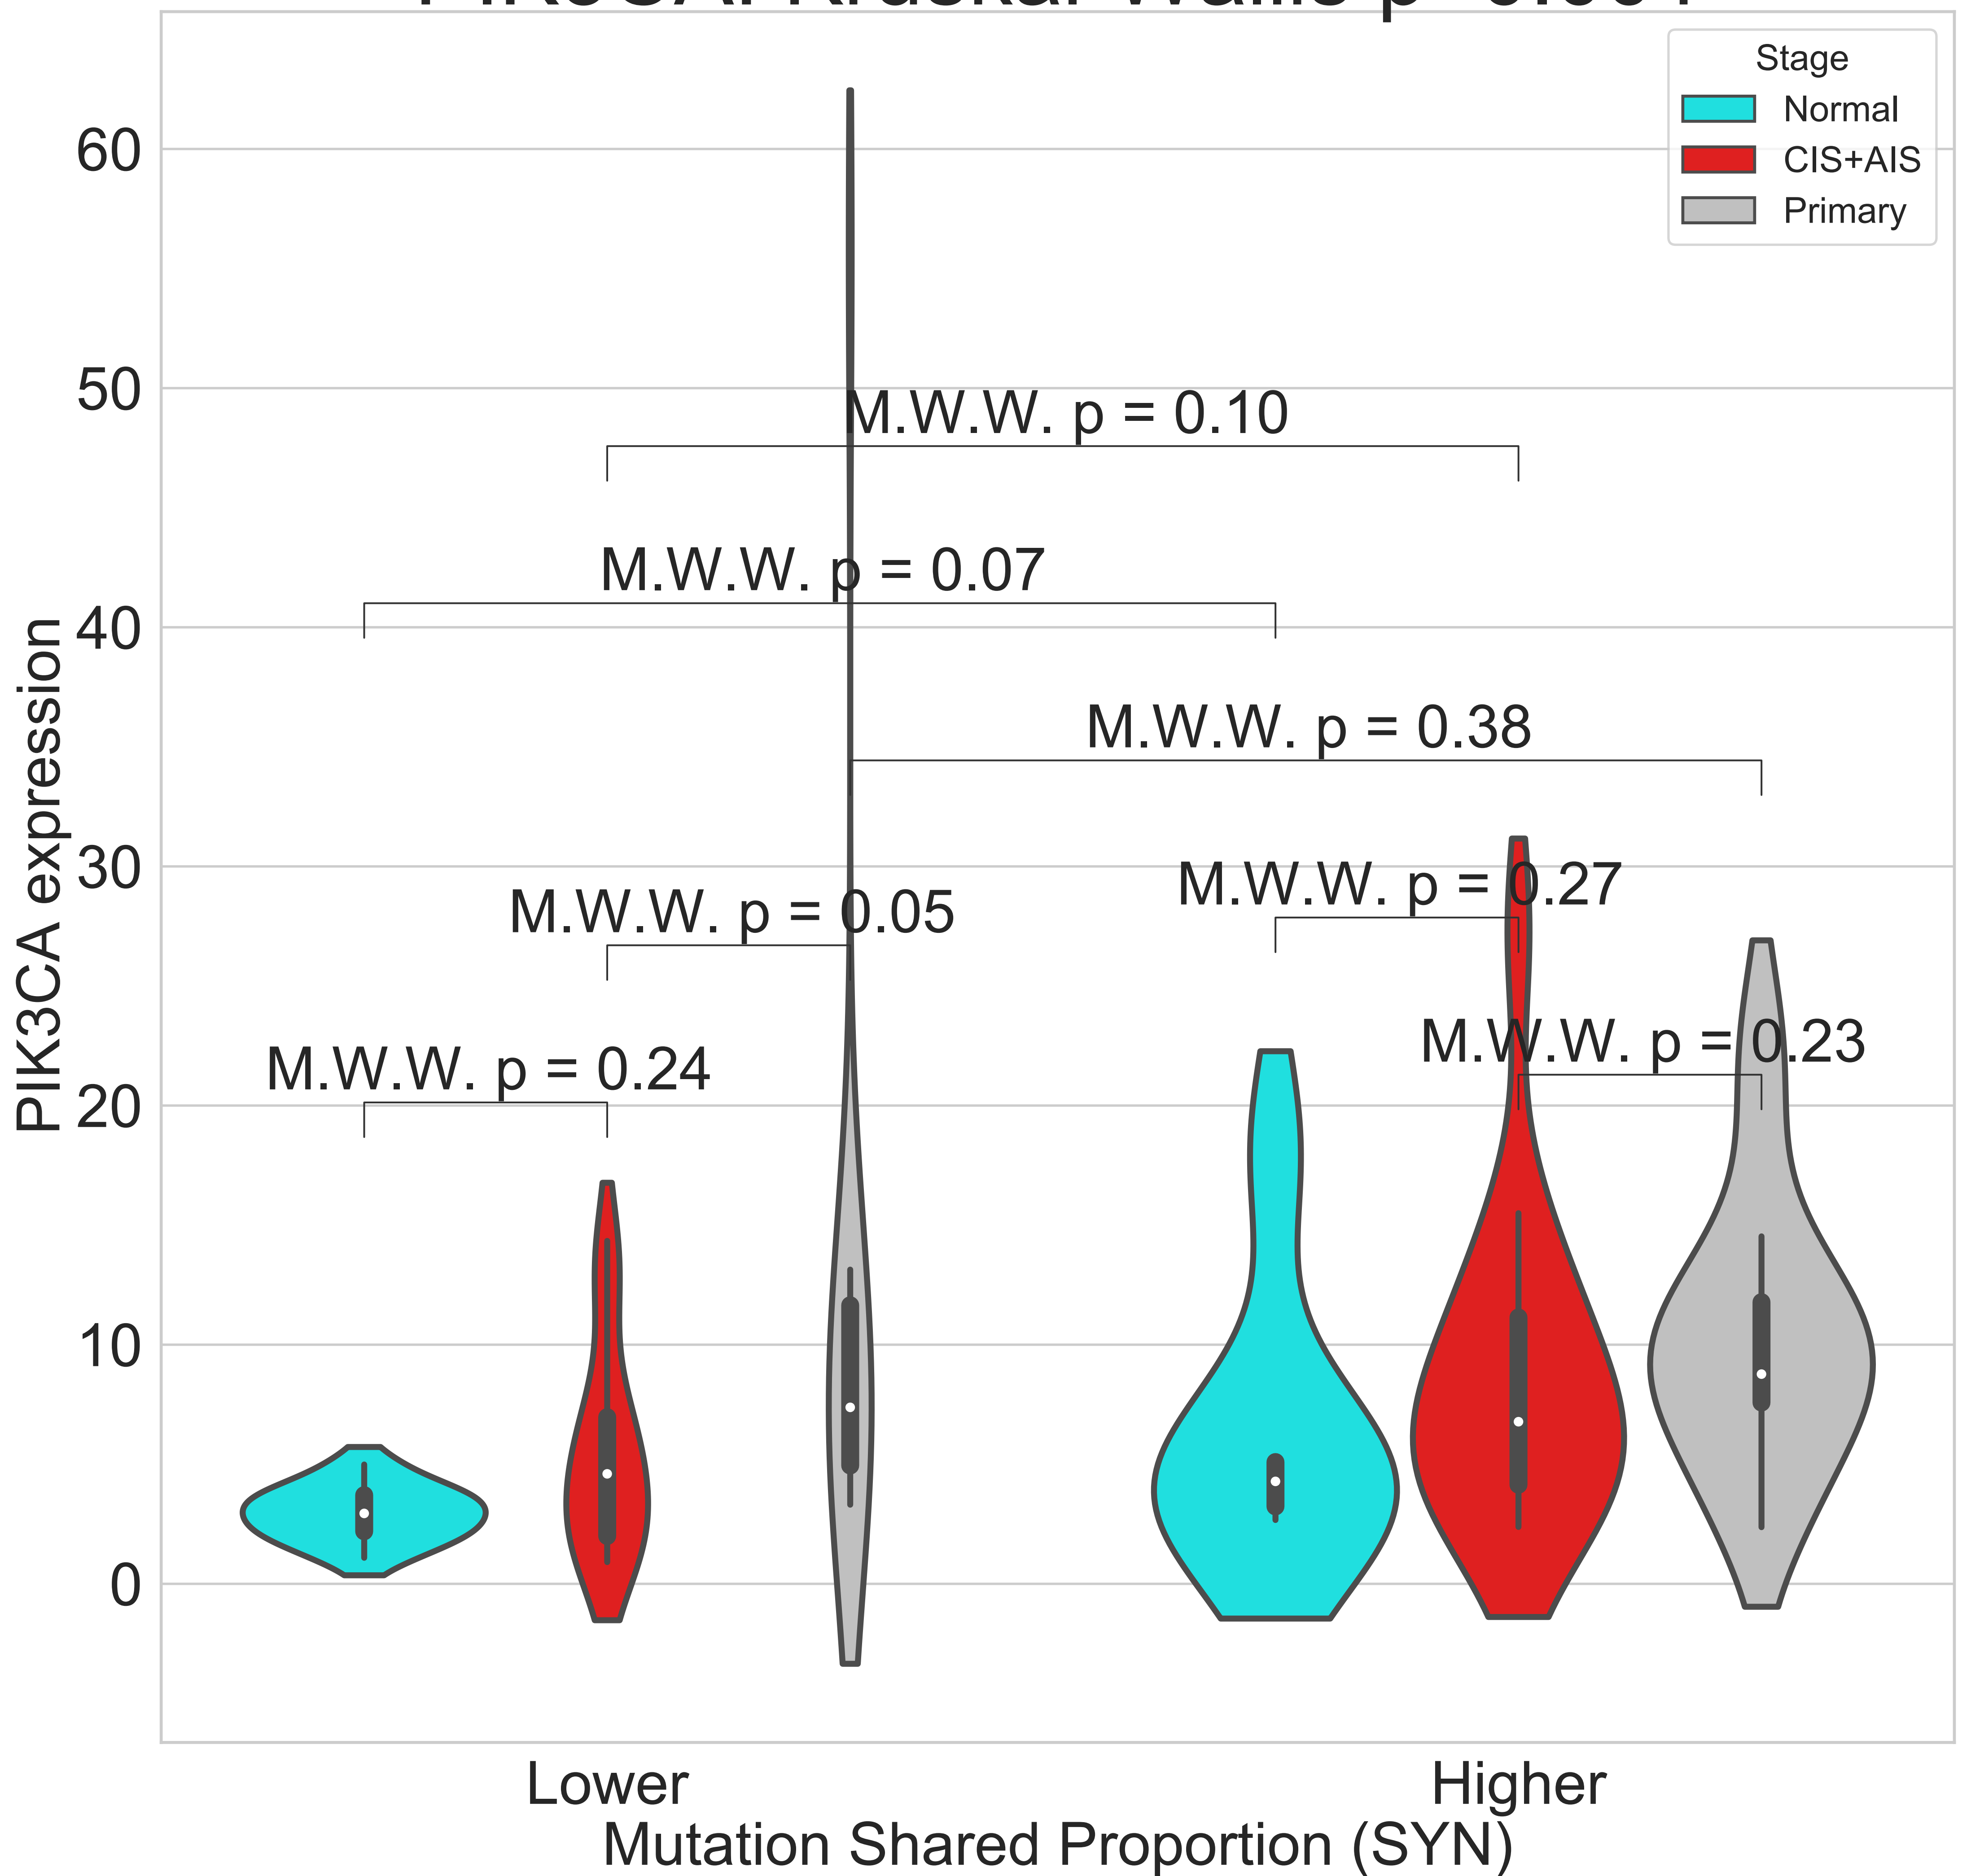 Stage
Normal
CIS+AIS
Primary
60
50
40
30
20
10
0
PIK3CA expression
M.W.W. p = 0.10
M.W.W. p = 0.07
M.W.W. p = 0.38
M.W.W. p = 0.27
M.W.W. p = 0.05
M.W.W. p = 0.23
M.W.W. p = 0.24
Lower
Higher
Mutation Shared Proportion (SYN)